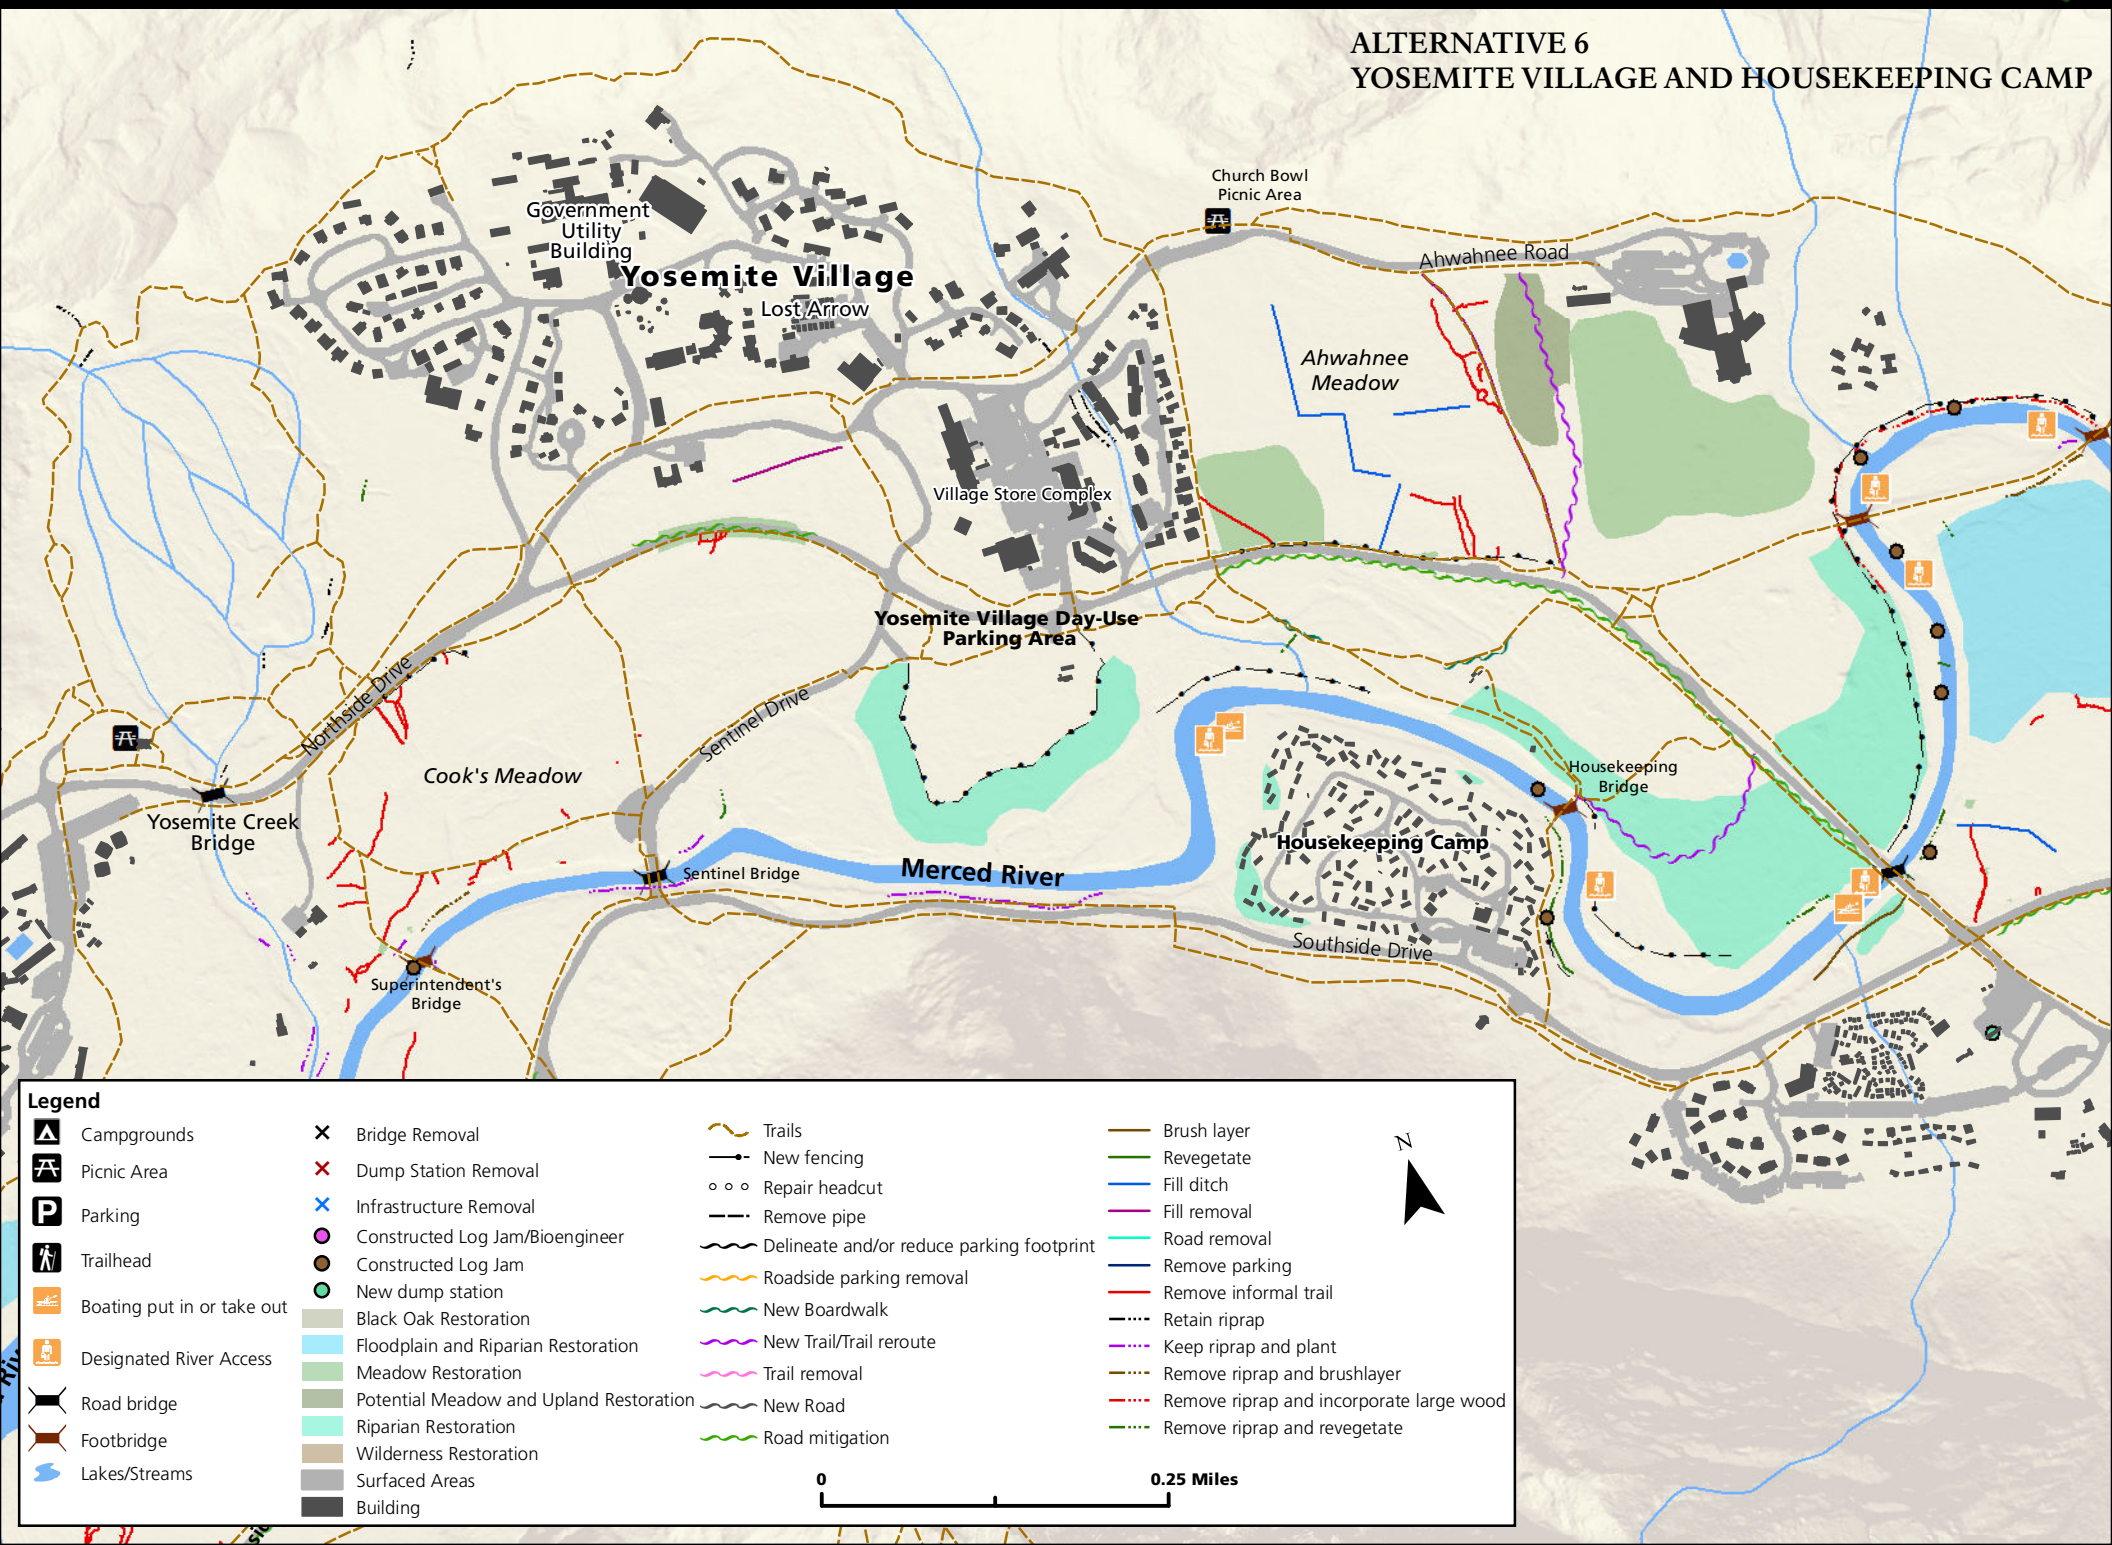 ALTERNATIVE 6
YOSEMITE VILLAGE AND HOUSEKEEPING CAMP
Church Bowl
Picnic Area
Government
Utility
Building
Yosemite Village
Lost Arrow
Ahwahnee Road
Ahwahnee
Meadow
Village Store Complex
Yosemite Village Day-Use
Parking Area
Northside Drive
Sentinel Drive
Cook's Meadow
Housekeeping
Bridge
Yosemite Creek
Bridge
Housekeeping Camp
Sentinel Bridge
Merced River
Southside Drive
Superintendent's
Bridge
Legend
Campgrounds
Picnic Area
P
Parking
Trailhead
Boating put in or take out
Designated River Access
Road bridge
Footbridge
Lakes/Streams
Bridge Removal
Dump Station Removal
Infrastructure Removal
Constructed Log Jam/Bioengineer
Constructed Log Jam
New dump station
Black Oak Restoration
Floodplain and Riparian Restoration
Meadow Restoration
Potential Meadow and Upland Restoration
Riparian Restoration
Wilderness Restoration
Surfaced Areas
Building
Trails
New fencing
Repair headcut
Remove pipe
Delineate and/or reduce parking footprint
Roadside parking removal
New Boardwalk
New Trail/Trail reroute
Trail removal
New Road
Road mitigation
Brush layer
Revegetate
Fill ditch
Fill removal
Road removal
Remove parking
Remove informal trail
Retain riprap
Keep riprap and plant
Remove riprap and brushlayer
Remove riprap and incorporate large wood
Remove riprap and revegetate
N
0 0.25 Miles